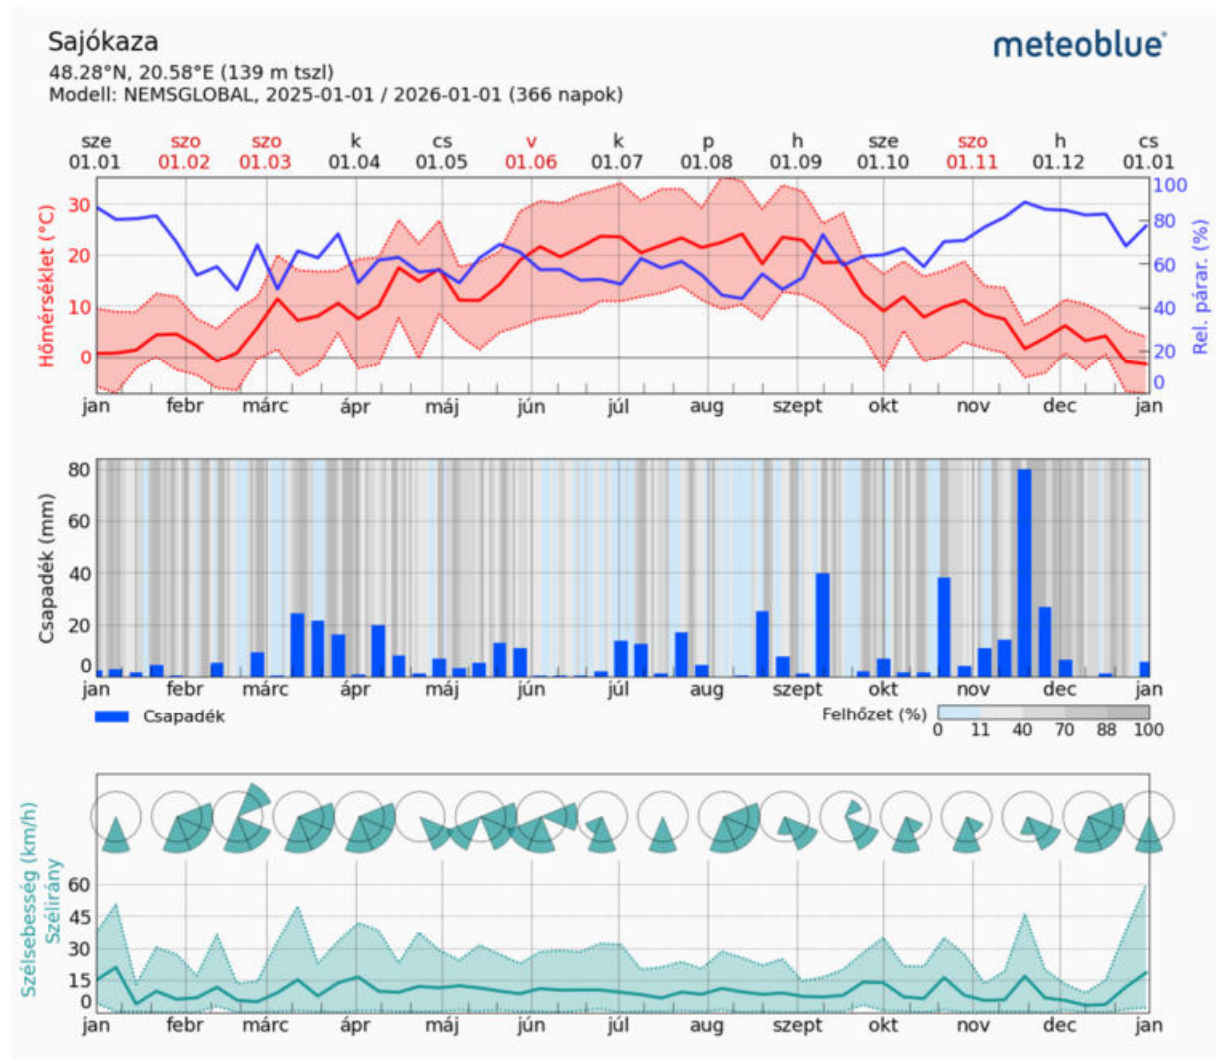 Sajókaza
meteoblue
48.28°N, 20.58°E (139 m tszl)
Modell: NEMSGLOBAL, 2025-01-01 / 2026-01-01 (366 napok)
sze szo szo k cs v k p h sze szo h cs
01.01 01.02 01.03 01.04 01.05 01.06 01.07 01.08 01.09 01.10 01.11 01.12 01.01
Hőmérséklet (°C)
30
20
10
0
100
80
60
40
20
0
Rel. párar. (%)
jan febr márc ápr máj jún júl aug szept okt nov dec jan
Csapadék (mm)
80
60
40
20
0
jan febr márc ápr máj jún júl aug szept okt nov dec jan
Csapadék
Felhőzet (%)
0 11 40 70 88 100
Szélsebesség (km/h)
Szélirány
60
45
30
15
0
jan febr márc ápr máj jún júl aug szept okt nov dec jan